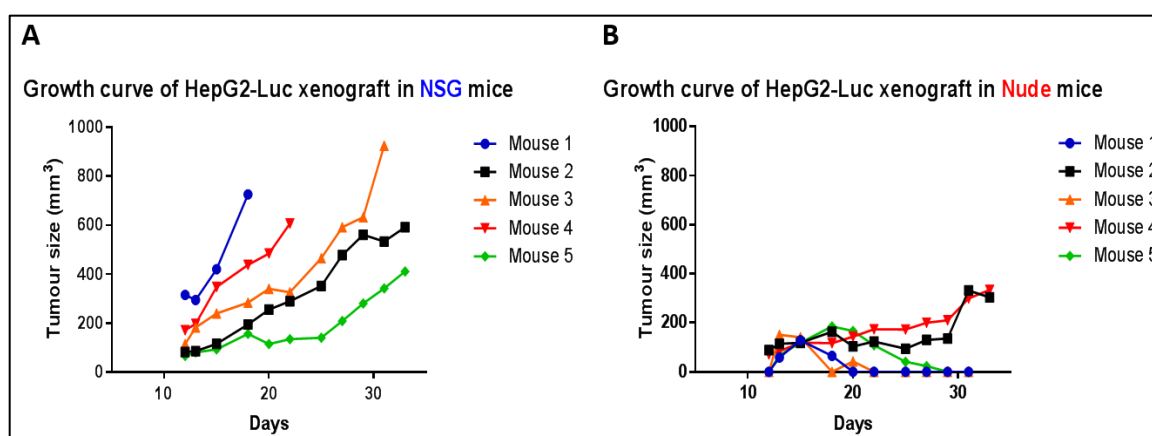 A
Growth curve of HepG2-Luc xenograft in NSG mice
1000
800
600
400
200
0
Tumour size (mm³)
10
20
30
Days
Mouse 1
Mouse 2
Mouse 3
Mouse 4
Mouse 5
B
Growth curve of HepG2-Luc xenograft in Nude mice
1000
800
600
400
200
0
Tumour size (mm³)
10
20
30
Days
Mouse 1
Mouse 2
Mouse 3
Mouse 4
Mouse 5